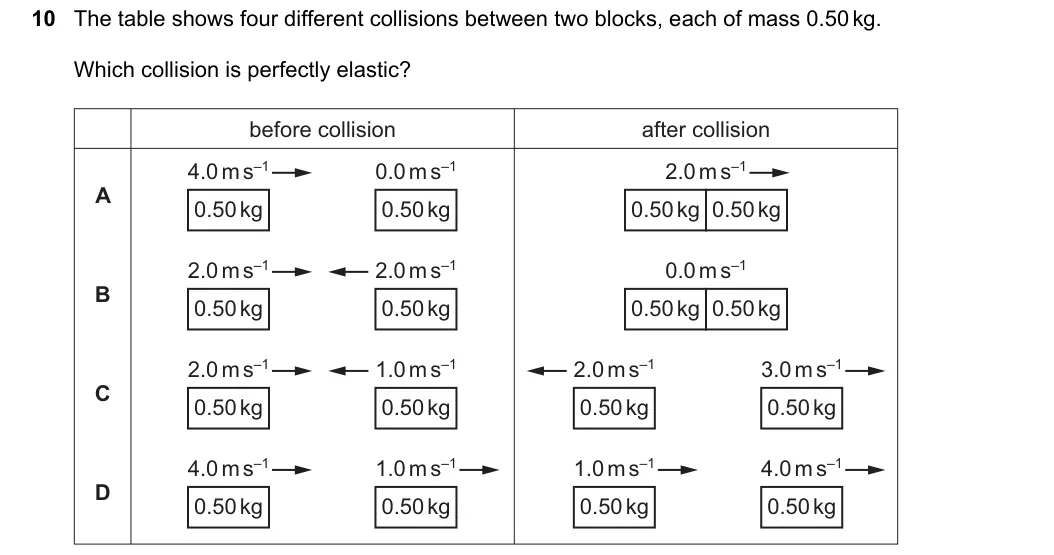 10 The table shows four different collisions between two blocks, each of mass 0.50 kg.
Which collision is perfectly elastic?
before collision after collision
A
4.0 m s⁻¹ 0.0 m s⁻¹ 2.0 m s⁻¹
0.50 kg 0.50 kg 0.50 kg 0.50 kg
B
2.0 m s⁻¹ 2.0 m s⁻¹ 0.0 m s⁻¹
0.50 kg 0.50 kg 0.50 kg 0.50 kg
C
2.0 m s⁻¹ 1.0 m s⁻¹ 2.0 m s⁻¹ 3.0 m s⁻¹
0.50 kg 0.50 kg 0.50 kg 0.50 kg
D
4.0 m s⁻¹ 1.0 m s⁻¹ 1.0 m s⁻¹ 4.0 m s⁻¹
0.50 kg 0.50 kg 0.50 kg 0.50 kg